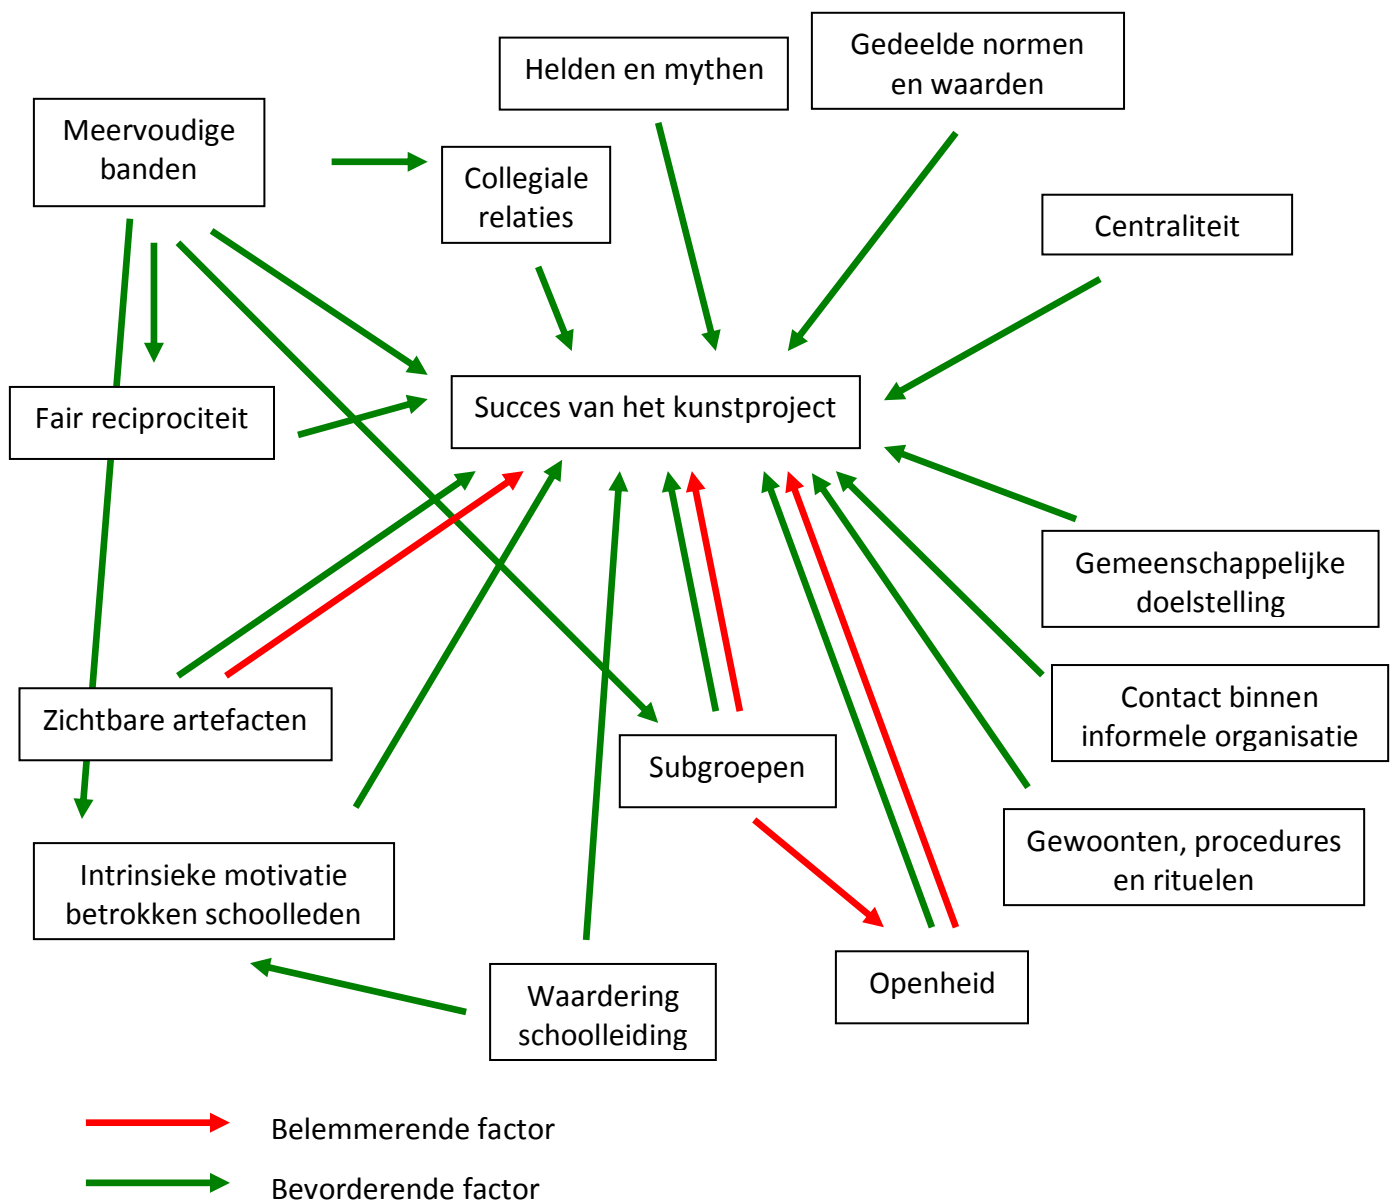 Gedeelde normen
en waarden
Helden en mythen
Meervoudige
banden
Collegiale
relaties
Centraliteit
Succes van het kunstproject
Fair reciprociteit
Gemeenschappelijke
doelstelling
Zichtbare artefacten
Contact binnen
informele organisatie
Subgroepen
Gewoonten, procedures
en rituelen
Intrinsieke motivatie
betrokken schoolleden
Openheid
Waardering
schoolleiding
Belemmerende factor
Bevorderende factor